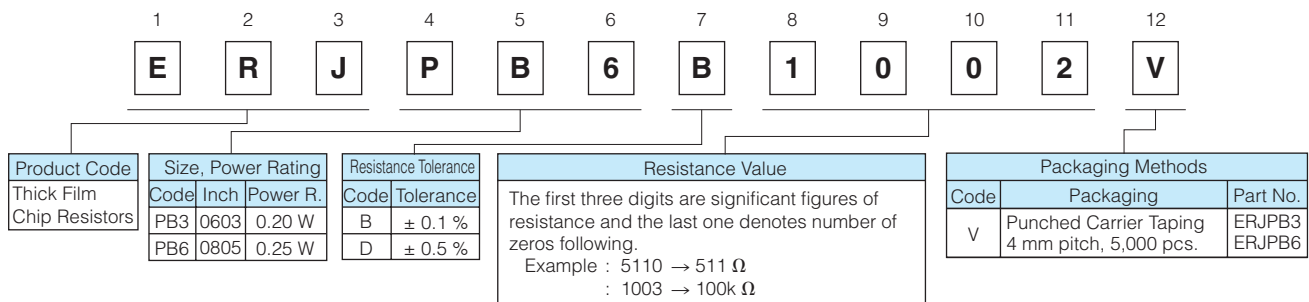 1 2 3 4 5 6 7 8 9 10 11 12
E R J P B 6 B 1 0 0 2 V
Product Code
Thick Film
Chip Resistors
Size, Power Rating
Code Inch Power R.
PB3 0603 0.20 W
PB6 0805 0.25 W
Resistance Tolerance
Code Tolerance
B ± 0.1 %
D ± 0.5 %
Resistance Value
The first three digits are significant figures of
resistance and the last one denotes number of
zeros following.
Example : 5110 → 511 Ω
: 1003 → 100k Ω
Packaging Methods
Code Packaging Part No.
V Punched Carrier Taping
4 mm pitch, 5,000 pcs.
ERJPB3
ERJPB6